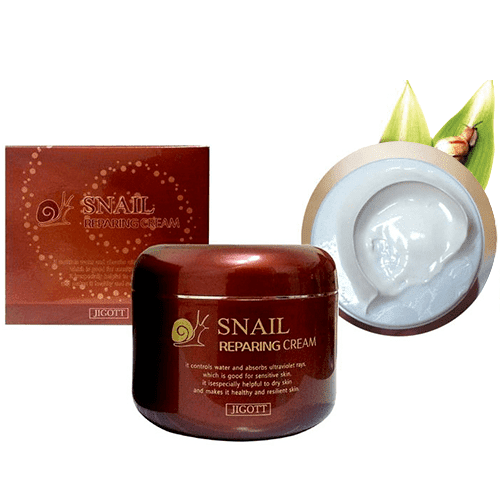 SNAIL
REPARING CREAM
JIGOTT
SNAIL
REPARING CREAM
it controls water and absorbs ultraviolet rays,
which is good for sensitive skin.
it isespecially helpful to dry skin
and makes it healthy and resilient skin.
JIGOTT